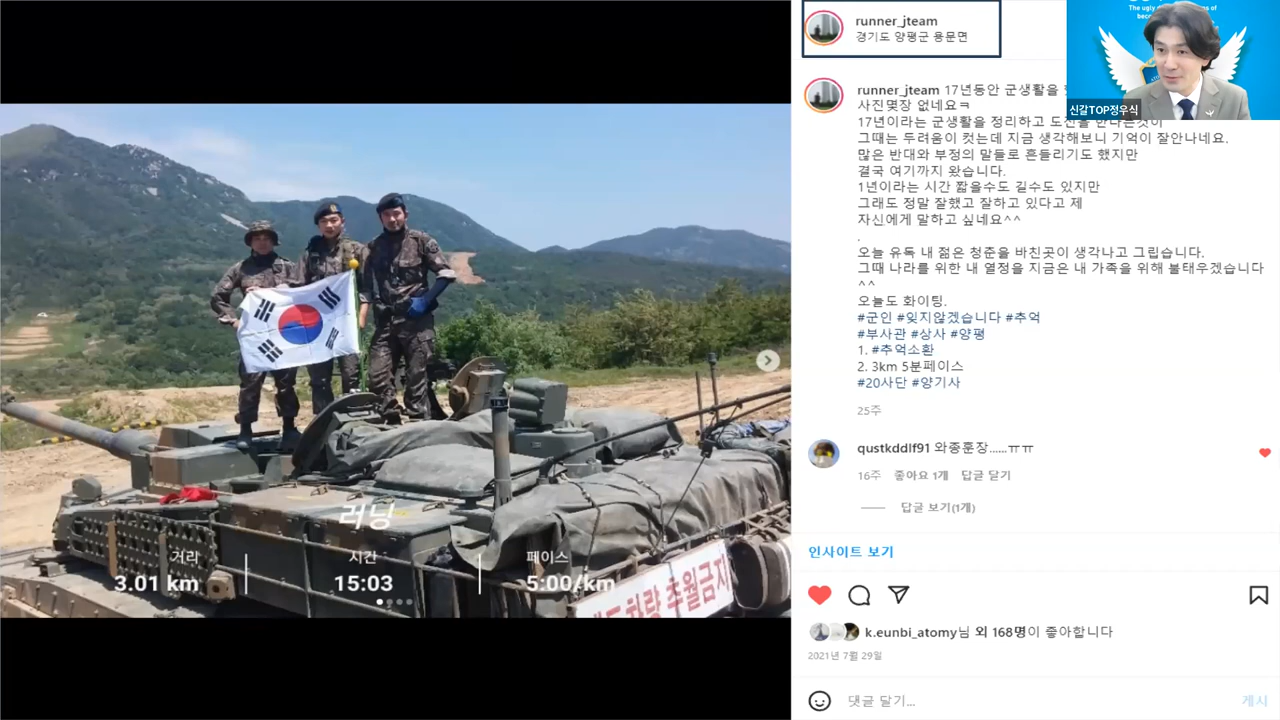 runner_jteam
경기도 양평군 용문면
The ugly
of
신갈TOP정우식
runner_jteam 17년동안 군생활을
사진몇장 없네요ㅋ
17년이라는 군생활을 정리하고 도전을 한다는것이
그때는 두려움이 컷는데 지금 생각해보니 기억이 잘안나네요.
많은 반대와 부정의 말들로 흔들리기도 했지만
결국 여기까지 왔습니다.
1년이라는 시간 짧을수도 길수도 있지만
그래도 정말 잘했고 잘하고 있다고 제
자신에게 말하고 싶네요^^
.
오늘 유독 내 젊은 청춘을 바친곳이 생각나고 그립습니다.
그때 나라를 위한 내 열정을 지금은 내 가족을 위해 불태우겠습니다
^^
오늘도 화이팅.
#군인 #잊지않겠습니다 #추억
#부사관 #상사 #양평
1. #추억소환
2. 3km 5분페이스
#20사단 #양기사
25주
qustkddlf91 와종훈장......ㅠㅠ
16주 좋아요 1개 답글 달기
답글 보기(1개)
인사이트 보기
k.eunbi_atomy님 외 168명이 좋아합니다
2021년 7월 29일
댓글 달기...
게시
러닝
거리
3.01 km
시간
15:03
페이스
5:00/km
차량 추월금지